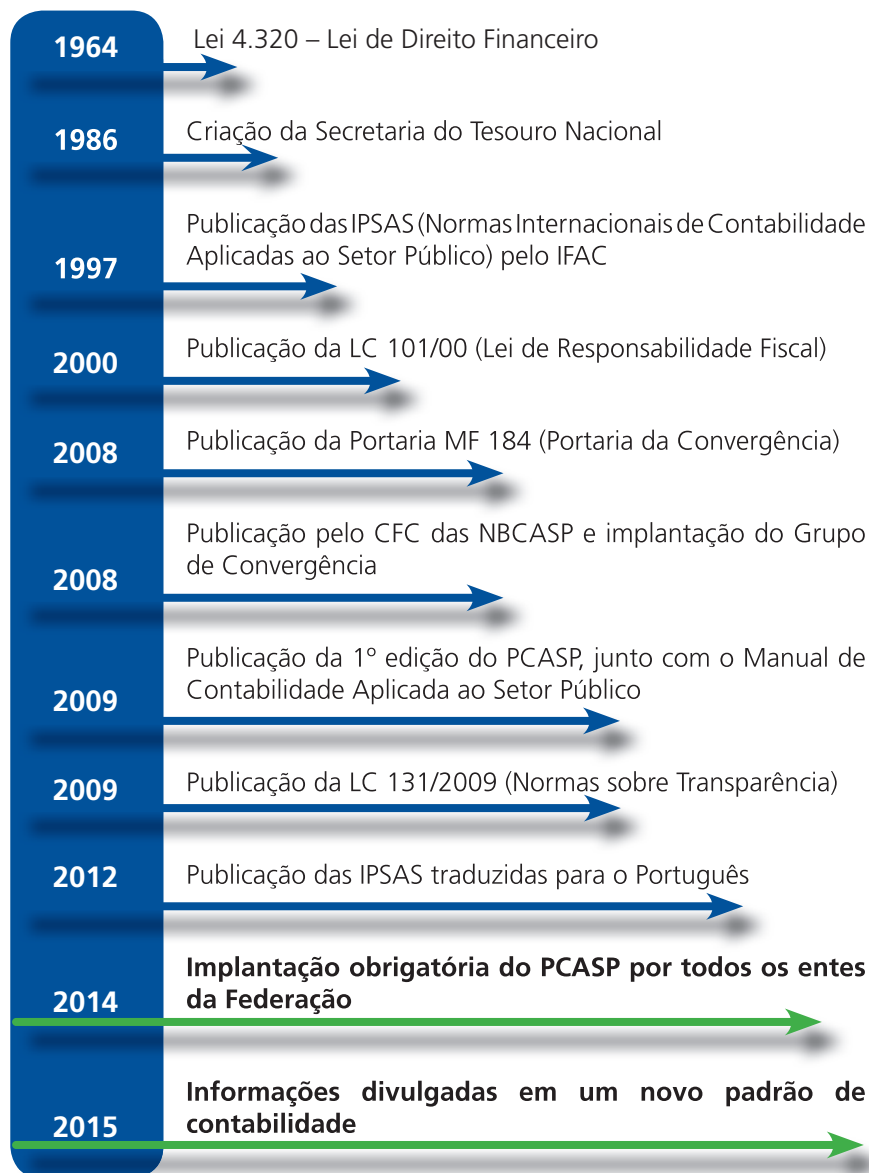 1964
Lei 4.320 – Lei de Direito Financeiro
1986
Criação da Secretaria do Tesouro Nacional
1997
Publicação das IPSAS (Normas Internacionais de Contabilidade
Aplicadas ao Setor Público) pelo IFAC
2000
Publicação da LC 101/00 (Lei de Responsabilidade Fiscal)
2008
Publicação da Portaria MF 184 (Portaria da Convergência)
2008
Publicação pelo CFC das NBCASP e implantação do Grupo
de Convergência
2009
Publicação da 1º edição do PCASP, junto com o Manual de
Contabilidade Aplicada ao Setor Público
2009
Publicação da LC 131/2009 (Normas sobre Transparência)
2012
Publicação das IPSAS traduzidas para o Português
2014
Implantação obrigatória do PCASP por todos os entes
da Federação
2015
Informações divulgadas em um novo padrão de
contabilidade